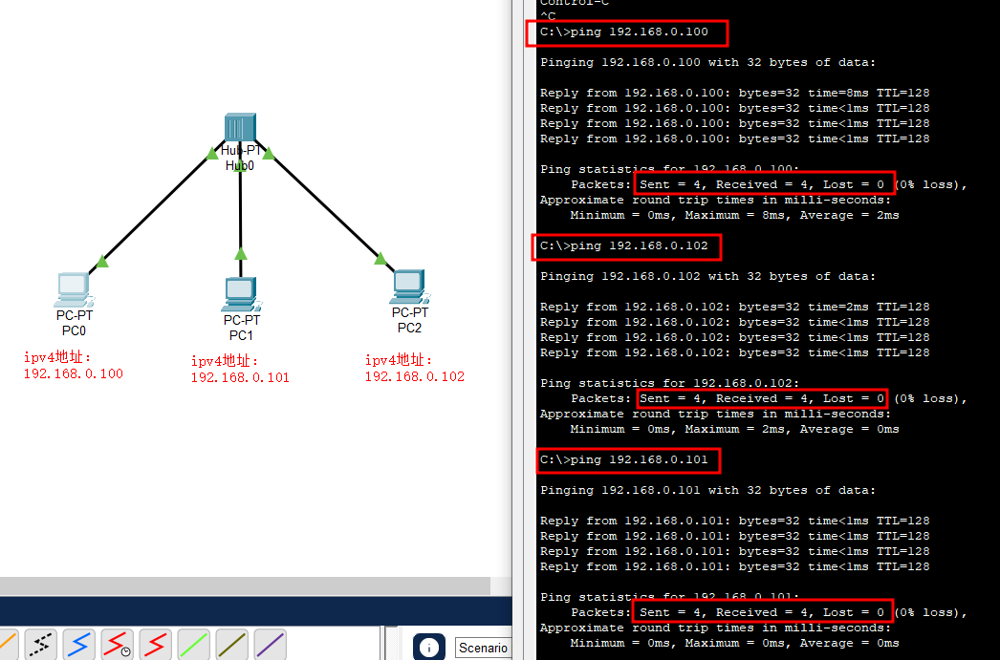 Hub-PT
Hub0
PC-PT
PC0
ipv4地址：
192.168.0.100
PC-PT
PC1
ipv4地址：
192.168.0.101
PC-PT
PC2
ipv4地址：
192.168.0.102
Scenario
Control-C
^C
C:\>ping 192.168.0.100
Pinging 192.168.0.100 with 32 bytes of data:
Reply from 192.168.0.100: bytes=32 time=8ms TTL=128
Reply from 192.168.0.100: bytes=32 time<1ms TTL=128
Reply from 192.168.0.100: bytes=32 time<1ms TTL=128
Reply from 192.168.0.100: bytes=32 time<1ms TTL=128
Ping statistics for 192.168.0.100:
Packets: Sent = 4, Received = 4, Lost = 0 (0% loss),
Approximate round trip times in milli-seconds:
Minimum = 0ms, Maximum = 8ms, Average = 2ms
C:\>ping 192.168.0.102
Pinging 192.168.0.102 with 32 bytes of data:
Reply from 192.168.0.102: bytes=32 time=2ms TTL=128
Reply from 192.168.0.102: bytes=32 time<1ms TTL=128
Reply from 192.168.0.102: bytes=32 time<1ms TTL=128
Reply from 192.168.0.102: bytes=32 time<1ms TTL=128
Ping statistics for 192.168.0.102:
Packets: Sent = 4, Received = 4, Lost = 0 (0% loss),
Approximate round trip times in milli-seconds:
Minimum = 0ms, Maximum = 2ms, Average = 0ms
C:\>ping 192.168.0.101
Pinging 192.168.0.101 with 32 bytes of data:
Reply from 192.168.0.101: bytes=32 time<1ms TTL=128
Reply from 192.168.0.101: bytes=32 time<1ms TTL=128
Reply from 192.168.0.101: bytes=32 time<1ms TTL=128
Reply from 192.168.0.101: bytes=32 time<1ms TTL=128
Ping statistics for 192.168.0.101:
Packets: Sent = 4, Received = 4, Lost = 0 (0% loss),
Approximate round trip times in milli-seconds:
Minimum = 0ms, Maximum = 0ms, Average = 0ms